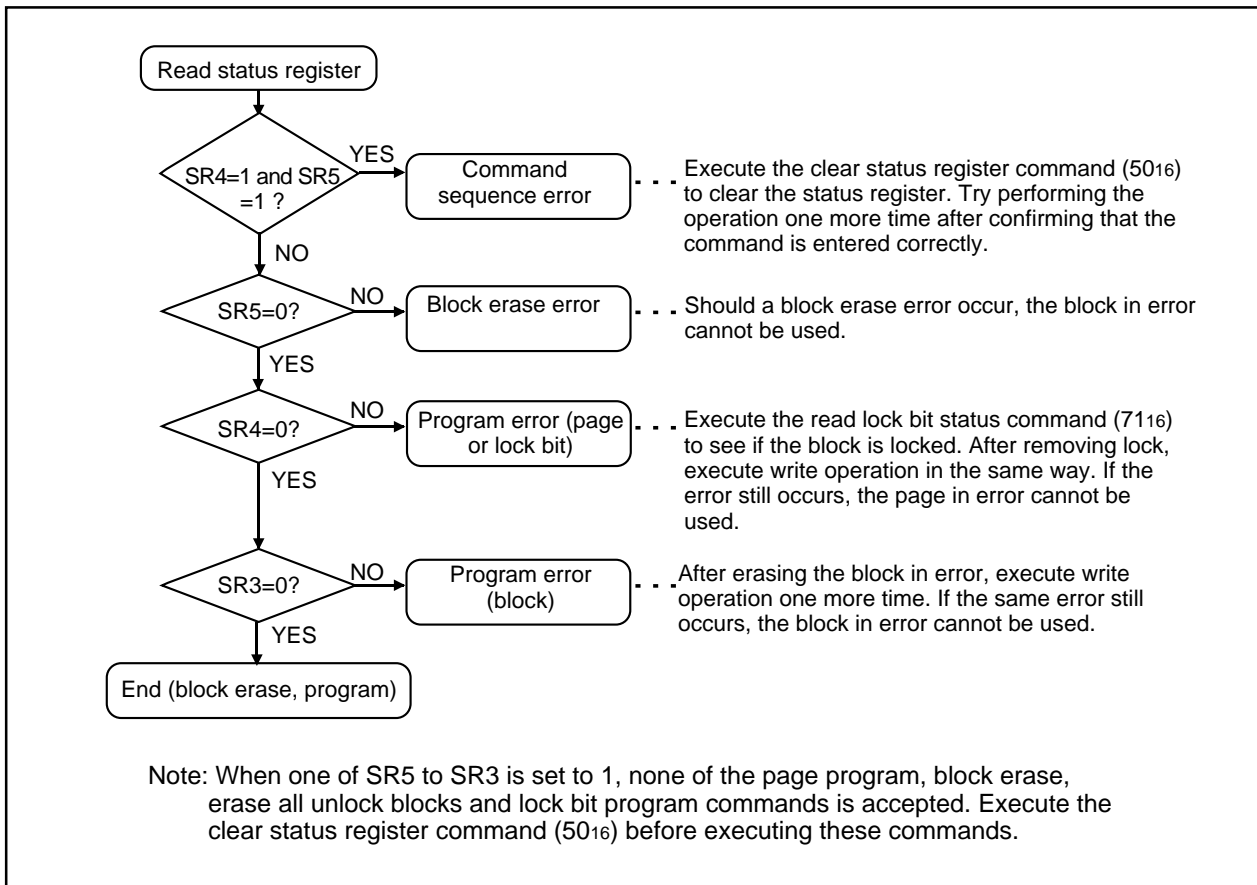 Read status register
YES
SR4=1 and SR5
=1 ?
Command
sequence error
Execute the clear status register command (5016)
to clear the status register. Try performing the
operation one more time after confirming that the
command is entered correctly.
NO
SR5=0?
NO
Block erase error
Should a block erase error occur, the block in error
cannot be used.
YES
SR4=0?
NO
Program error (page
or lock bit)
Execute the read lock bit status command (7116)
to see if the block is locked. After removing lock,
execute write operation in the same way. If the
error still occurs, the page in error cannot be
used.
YES
SR3=0?
NO
Program error
(block)
After erasing the block in error, execute write
operation one more time. If the same error still
occurs, the block in error cannot be used.
YES
End (block erase, program)
Note: When one of SR5 to SR3 is set to 1, none of the page program, block erase,
erase all unlock blocks and lock bit program commands is accepted. Execute the
clear status register command (5016) before executing these commands.